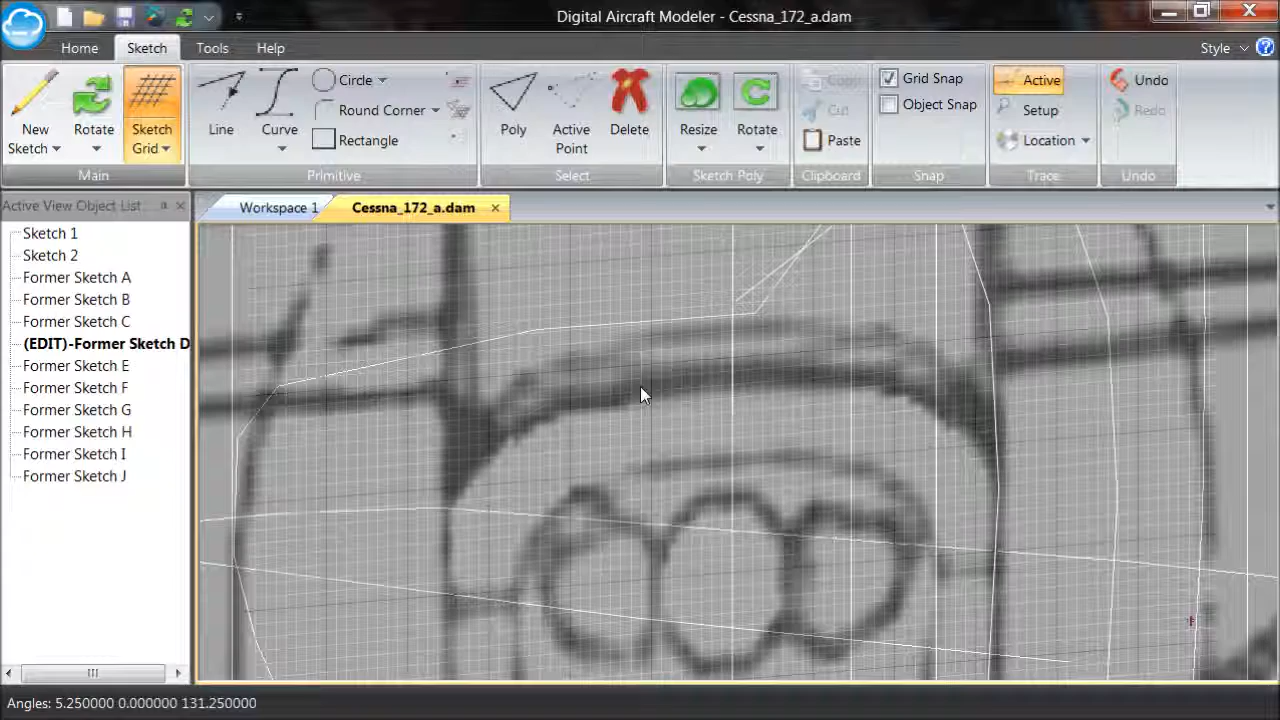 Digital Aircraft Modeler - Cessna_172_a.dam
Home Sketch Tools Help Style
New Sketch
Rotate
Sketch Grid
Main
Line
Curve
Circle
Round Corner
Rectangle
Primitive
Poly
Active Point
Delete
Select
Resize
Rotate
Sketch Poly
Copy
Cut
Paste
Clipboard
Grid Snap
Object Snap
Snap
Active
Setup
Location
Trace
Undo
Redo
Undo
Active View Object List
Workspace 1
Cessna_172_a.dam
Sketch 1
Sketch 2
Former Sketch A
Former Sketch B
Former Sketch C
(EDIT)-Former Sketch D
Former Sketch E
Former Sketch F
Former Sketch G
Former Sketch H
Former Sketch I
Former Sketch J
Angles: 5.250000 0.000000 131.250000